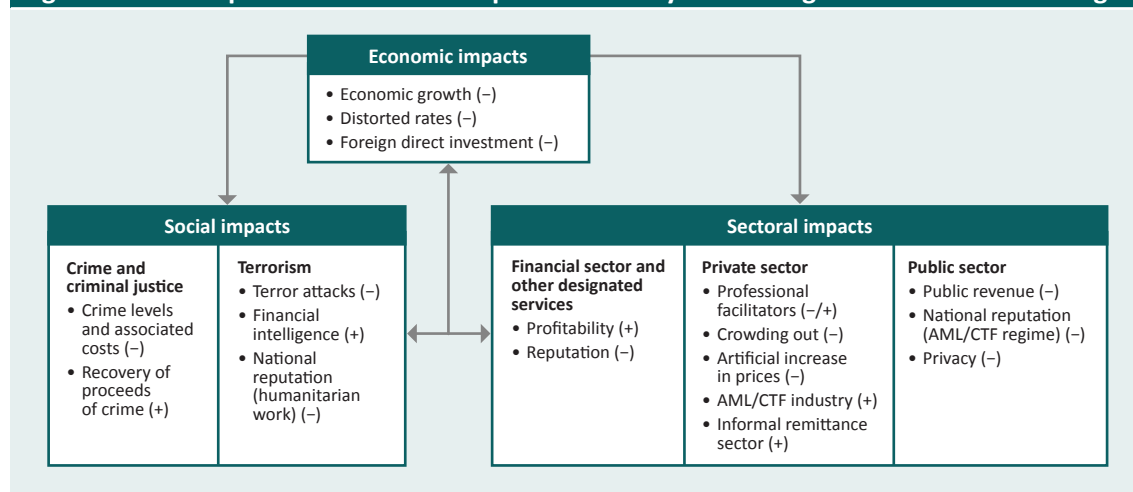 Economic impacts
• Economic growth (−)
• Distorted rates (−)
• Foreign direct investment (−)
Social impacts
Crime and
criminal justice
• Crime levels
and associated
costs (−)
• Recovery of
proceeds
of crime (+)
Terrorism
• Terror attacks (−)
• Financial
intelligence (+)
• National
reputation
(humanitarian
work) (−)
Sectoral impacts
Financial sector and
other designated
services
• Profitability (+)
• Reputation (−)
Private sector
• Professional
facilitators (−/+)
• Crowding out (−)
• Artificial increase
in prices (−)
• AML/CTF industry (+)
• Informal remittance
sector (+)
Public sector
• Public revenue (−)
• National reputation
(AML/CTF regime) (−)
• Privacy (−)